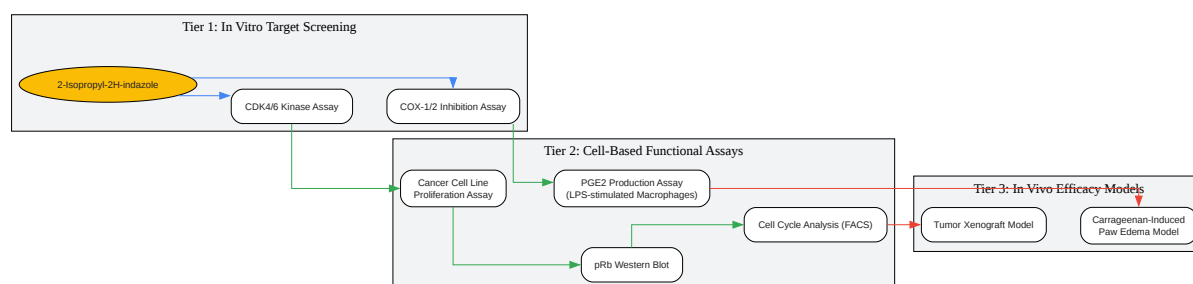 Tier 1: In Vitro Target Screening
2-Isopropyl-2H-indazole
CDK4/6 Kinase Assay
COX-1/2 Inhibition Assay
Tier 2: Cell-Based Functional Assays
Cancer Cell Line
Proliferation Assay
PGE2 Production Assay
(LPS-stimulated Macrophages)
Cell Cycle Analysis (FACS)
pRb Western Blot
Tier 3: In Vivo Efficacy Models
Tumor Xenograft Model
Carrageenan-Induced
Paw Edema Model